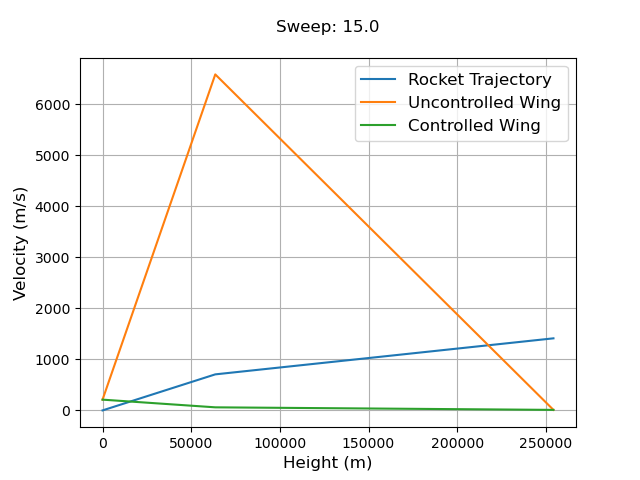 Sweep: 15.0
Rocket Trajectory
Uncontrolled Wing
Controlled Wing
Velocity (m/s)
6000
5000
4000
3000
2000
1000
0
0 50000 100000 150000 200000 250000
Height (m)